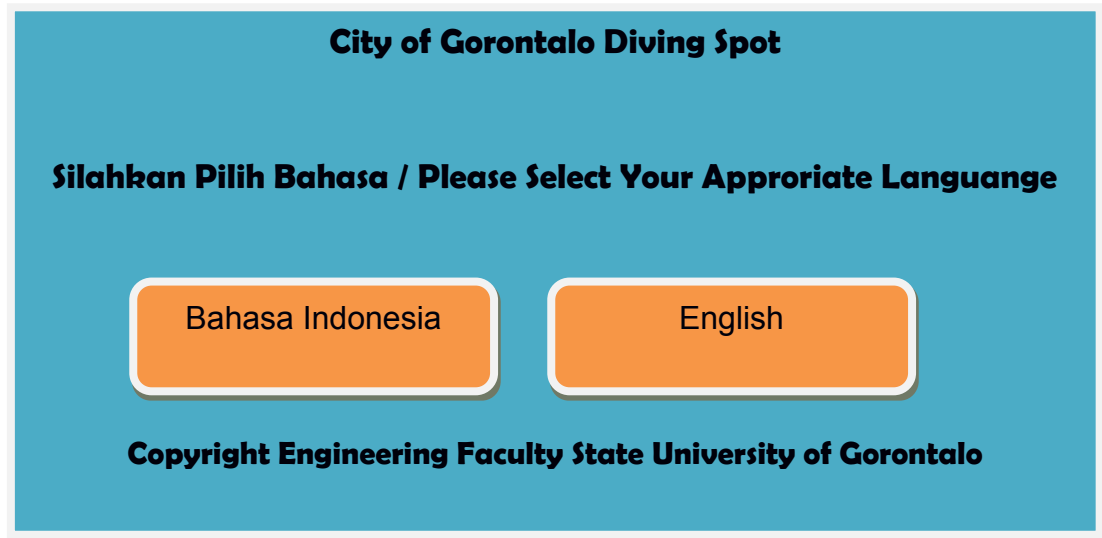 City of Gorontalo Diving Spot
Silahkan Pilih Bahasa / Please Select Your Approriate Languange
Bahasa Indonesia
English
Copyright Engineering Faculty State University of Gorontalo